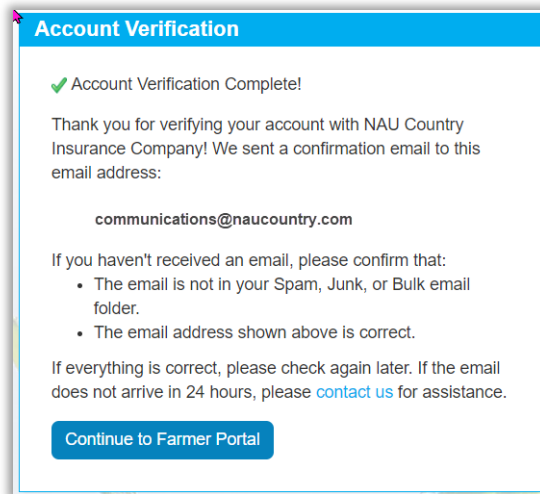 Account Verification
Account Verification Complete!
Thank you for verifying your account with NAU Country
Insurance Company! We sent a confirmation email to this
email address:
communications@naucountry.com
If you haven't received an email, please confirm that:
• The email is not in your Spam, Junk, or Bulk email
folder.
• The email address shown above is correct.
If everything is correct, please check again later. If the email
does not arrive in 24 hours, please contact us for assistance.
Continue to Farmer Portal